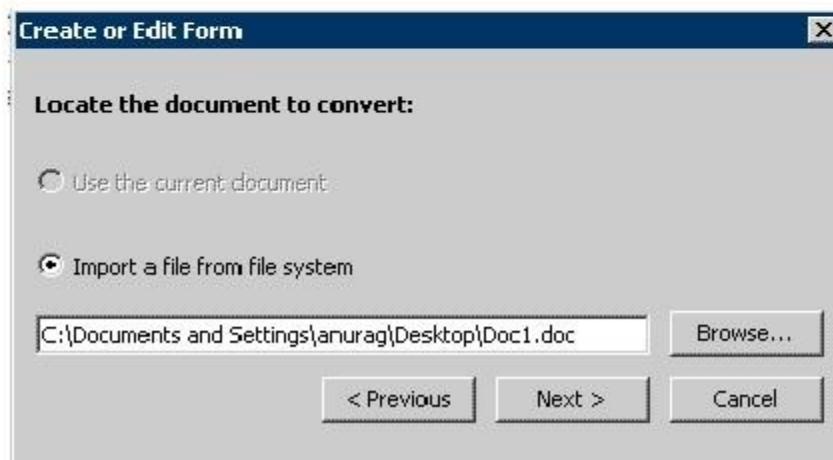 Create or Edit Form
Locate the document to convert:
Use the current document
Import a file from file system
C:\Documents and Settings\anurag\Desktop\Doc1.doc
Browse...
< Previous
Next >
Cancel